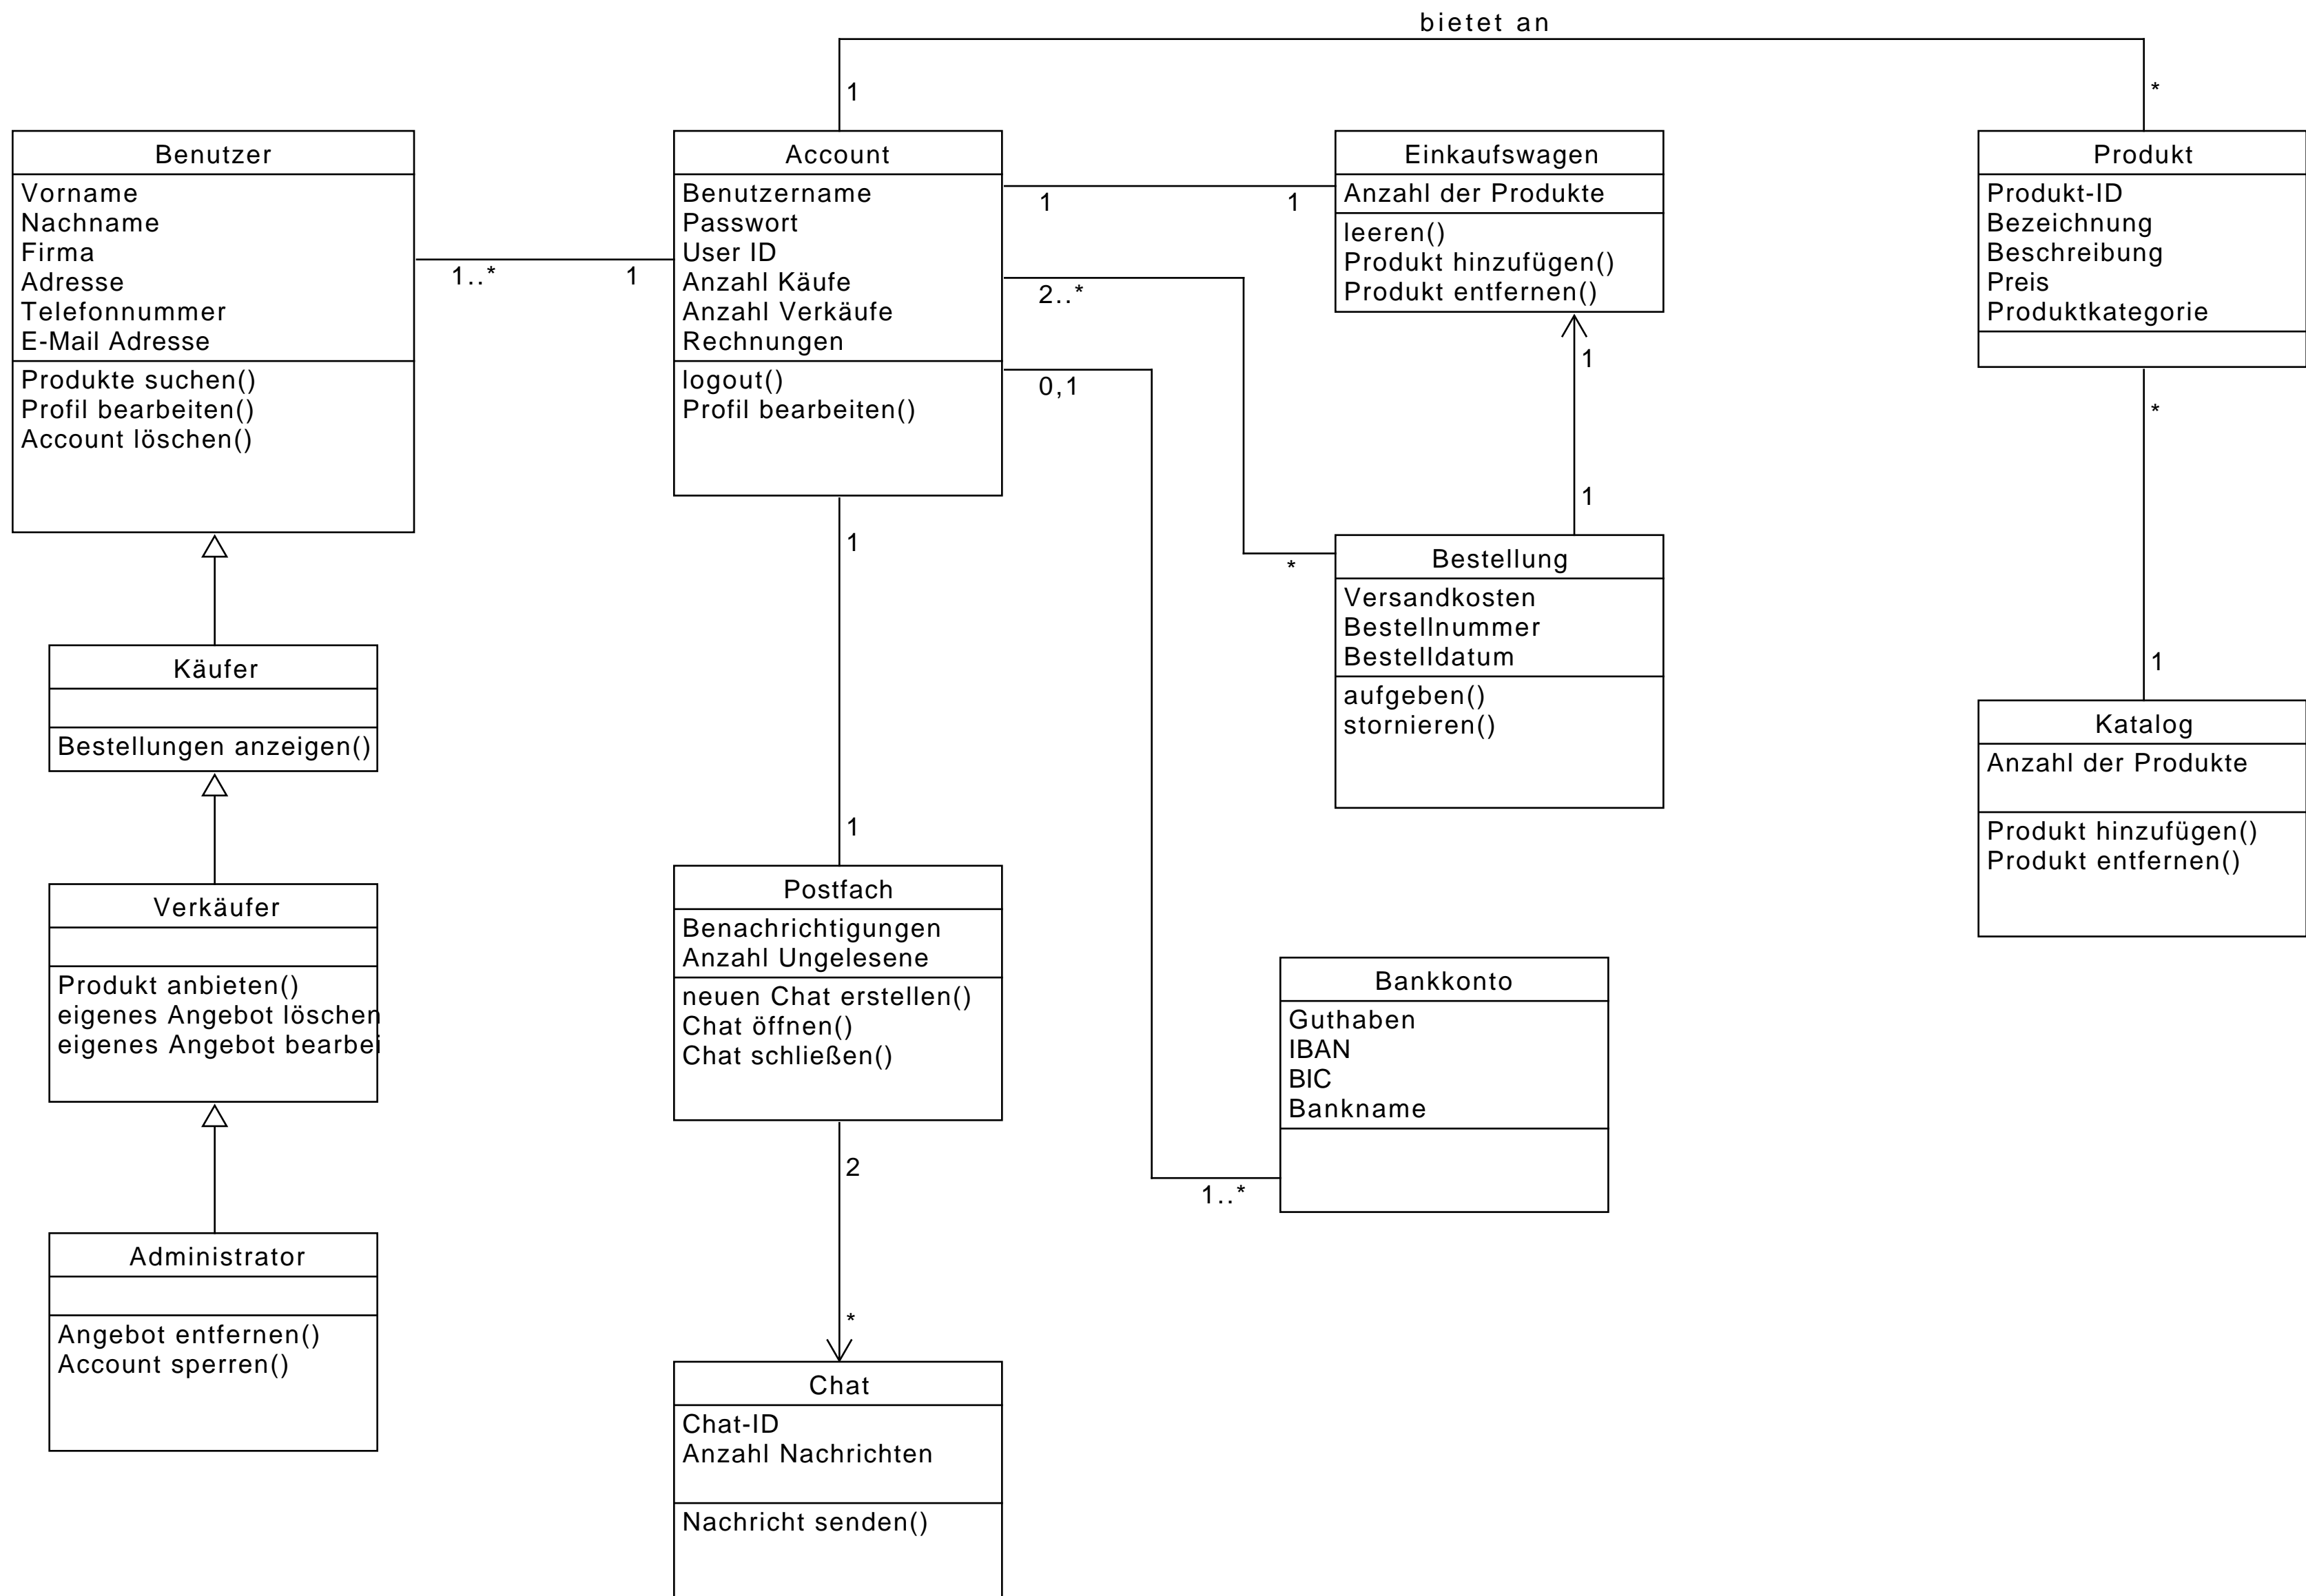 bietet an
1
*
Benutzer
Vorname
Nachname
Firma
Adresse
Telefonnummer
E-Mail Adresse
Produkte suchen()
Profil bearbeiten()
Account löschen()
1..*
1
Account
Benutzername
Passwort
User ID
Anzahl Käufe
Anzahl Verkäufe
Rechnungen
logout()
Profil bearbeiten()
1
1
2..*
0,1
Einkaufswagen
Anzahl der Produkte
leeren()
Produkt hinzufügen()
Produkt entfernen()
1
1
Produkt
Produkt-ID
Bezeichnung
Beschreibung
Preis
Produktkategorie
*
1
Käufer
Bestellungen anzeigen()
1
1
*
Bestellung
Versandkosten
Bestellnummer
Bestelldatum
aufgeben()
stornieren()
Katalog
Anzahl der Produkte
Produkt hinzufügen()
Produkt entfernen()
Verkäufer
Produkt anbieten()
eigenes Angebot löschen
eigenes Angebot bearbei
Postfach
Benachrichtigungen
Anzahl Ungelesene
neuen Chat erstellen()
Chat öffnen()
Chat schließen()
2
*
Bankkonto
Guthaben
IBAN
BIC
Bankname
1..*
Administrator
Angebot entfernen()
Account sperren()
Chat
Chat-ID
Anzahl Nachrichten
Nachricht senden()